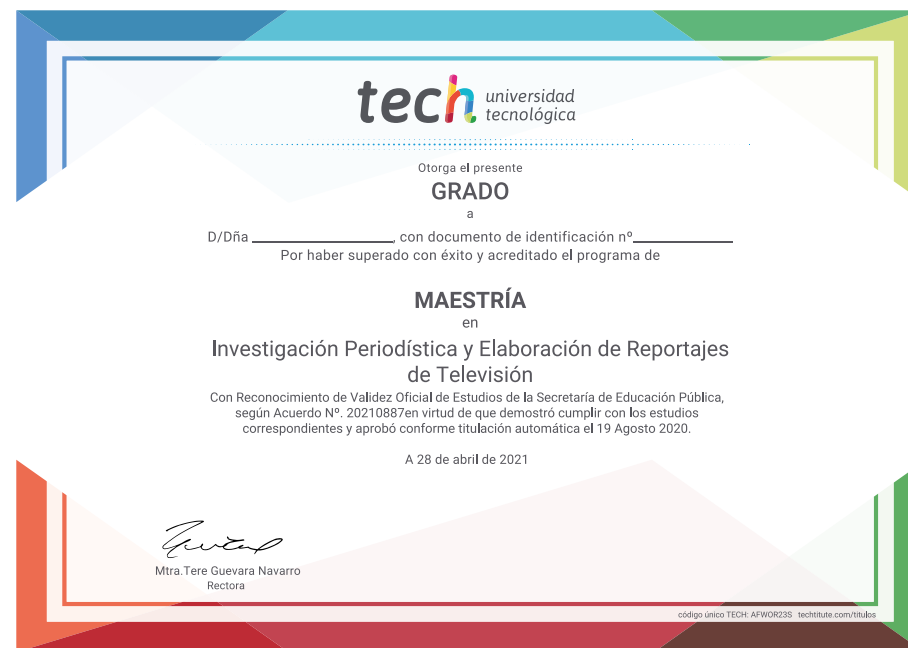 tech universidad
tecnológica
Otorga el presente
GRADO
a
D/Dña ____________________, con documento de identificación nº______________
Por haber superado con éxito y acreditado el programa de
MAESTRÍA
en
Investigación Periodística y Elaboración de Reportajes
de Televisión
Con Reconocimiento de Validez Oficial de Estudios de la Secretaría de Educación Pública,
según Acuerdo Nº. 20210887en virtud de que demostró cumplir con los estudios
correspondientes y aprobó conforme titulación automática el 19 Agosto 2020.
A 28 de abril de 2021
Mtra.Tere Guevara Navarro
Rectora
código único TECH: AFWOR23S techtitute.com/titulos